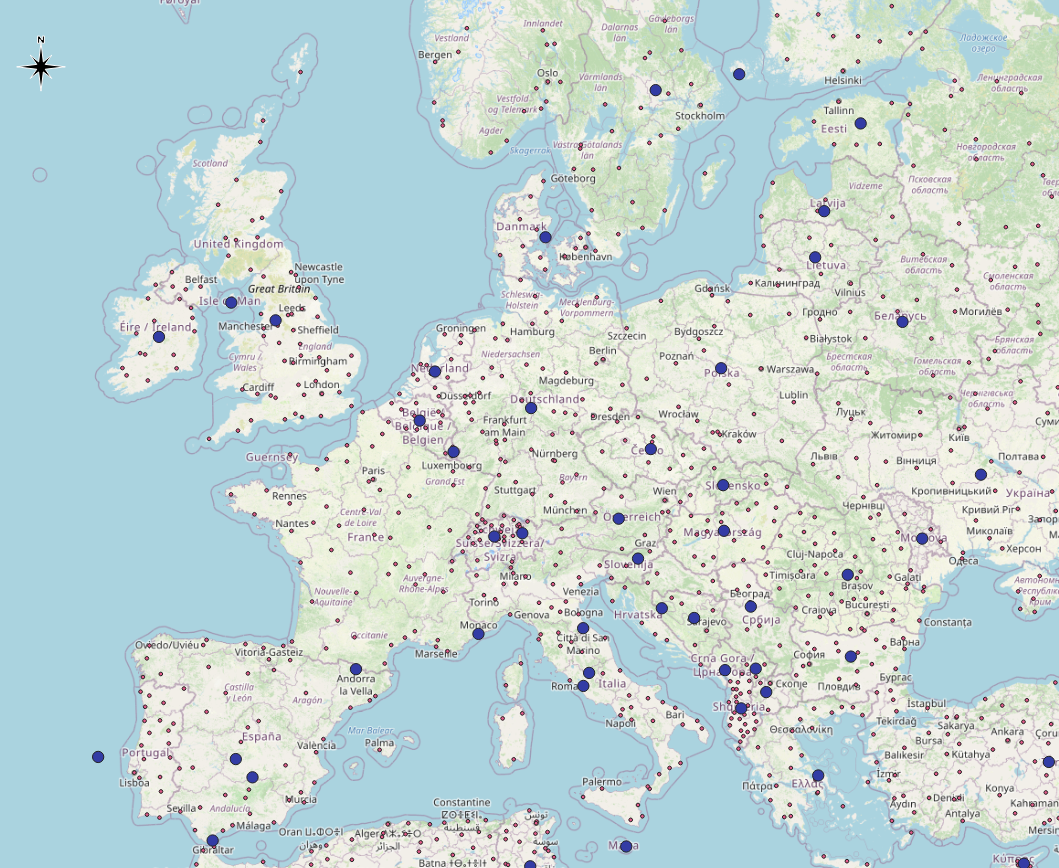 Føroyar
N
Innlandet
Gävleborgs
län
Dalarnas
län
Vestland
Bergen
Ладожское
озеро
Oslo
Värmlands
län
Helsinki
Ленинградская
область
Vestfold
og Telemark
Stockholm
Tallinn
Eesti
Agder
Skagerrak
Västra Götalands
län
Новгородская
область
Scotland
Göteborg
Псковская
область
Vidzeme
Latvija
Danmark
United Kingdom
København
Витебская
область
Lietuva
Смоленская
область
Newcastle
upon Tyne
Belfast
Great Britain
Isle of Man
Leeds
Gdańsk
Калининград
Vilnius
Schleswig-
Holstein
Mecklenburg-
Vorpommern
Гродно
Беларусь
Могилёв
Éire / Ireland
Manchester
Sheffield
Groningen
Hamburg
Szczecin
Bydgoszcz
Białystok
England
Брянская
область
Cymru
Wales
Birmingham
Niedersachsen
Berlin
Poznań
Брестская
область
Гомельская
область
Nederland
Polska
Warszawa
Cardiff
London
Magdeburg
Düsseldorf
Deutschland
Lublin
Черніговська
область
België /
Belgique /
Belgien
Frankfurt
am Main
Dresden
Wrocław
Луцьк
Суми
Kraków
Житомир
Київ
Guernsey
Nürnberg
Česko
Львів
Вінниця
Полтава
Luxembourg
Paris
Grand Est
Bayern
Slovensko
Rennes
Stuttgart
Wien
Кропивницький
Україна
Чернівці
Nantes
Centre-Val
de Loire
France
München
Österreich
Кривий Ріг
Запоріжжя
Magyarország
Миколаїв
Suisse/Svizzera/
Svizra
Graz
Moldova
Cluj-Napoca
Херсон
Одеса
Slovenija
Milano
Timișoara
Auvergne-
Rhône-Alpes
Brașov
Galați
Nouvelle-
Aquitaine
Venezia
Београд
Torino
Genova
Bologna
Hrvatska
Sarajevo
Србија
Craiova
București
Monaco
Constanța
Occitanie
Città di San
Marino
Oviedo/Uviéu
Vitoria-Gasteiz
Marseille
Варна
София
Црна Гора /
Crna Gora
Бургас
Andorra
la Vella
Скопје
Пловдив
Castilla
y León
Aragón
Roma
Italia
Shqipëria
İstanbul
Bari
Tekirdağ
Sakarya
Ankara
Napoli
Θεσσαλονίκη
España
Mar Balear
Palma
València
Bursa
Portugal
Balıkesir
Kütahya
Lisboa
Palermo
Πάτρα
Ελλάς
İzmir
Konya
Murcia
Sevilla
Andalucía
Constantine
Aydın
Denizli
Antalya
Málaga
Oran
وهران
Alger
الجزائر
قسنطينة
تونس
سوسة
Gibraltar
Batna
Malta
Mersin
Κύπρος